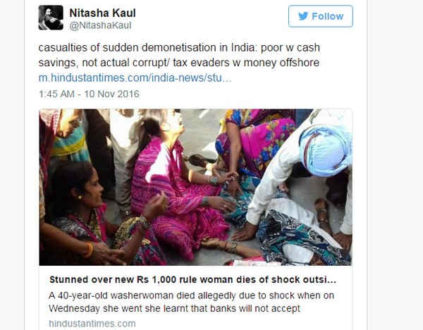 Nitasha Kaul
@NitashaKaul
Follow
casualties of sudden demonetisation in India: poor w cash
savings, not actual corrupt/ tax evaders w money offshore
m.hindustantimes.com/india-news/stu...
1:45 AM - 10 Nov 2016
Stunned over new Rs 1,000 rule woman dies of shock outsi...
A 40-year-old washerwoman died allegedly due to shock when on
Wednesday she went she learnt that banks will not accept
hindustantimes.com